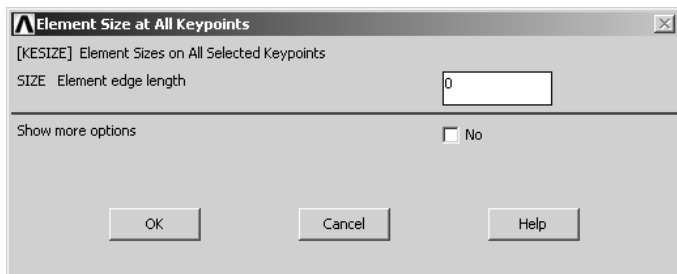 Element Size at All Keypoints
[KESIZE] Element Sizes on All Selected Keypoints
SIZE Element edge length 0
Show more options No
OK Cancel Help